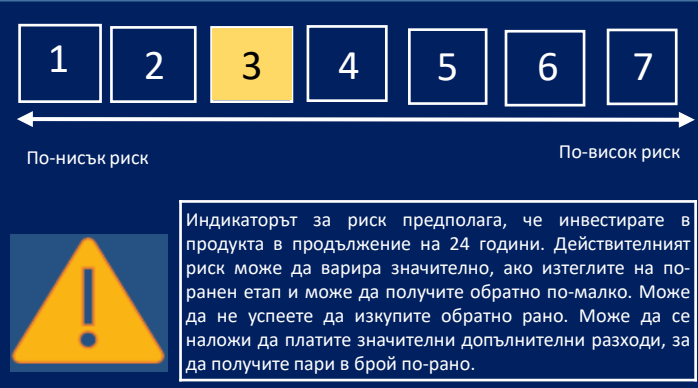 1 2 3 4 5 6 7
По-нисък риск
По-висок риск
Индикаторът за риск предполага, че инвестирате в
продукта в продължение на 24 години. Действителният
риск може да варира значително, ако изтеглите на по-
ранен етап и може да получите обратно по-малко. Може
да не успеете да изкупите обратно рано. Може да се
наложи да платите значителни допълнителни разходи, за
да получите пари в брой по-рано.